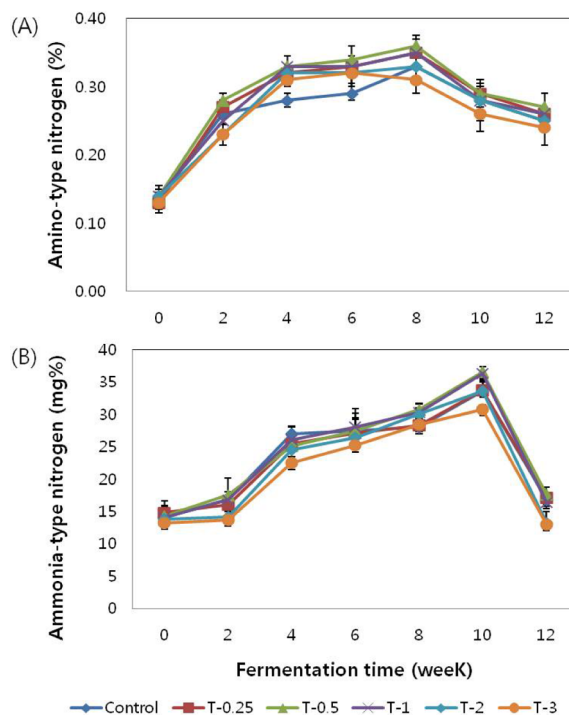 (A)
Amino-type nitrogen (%)
0.40
0.30
0.20
0.10
0.00
0 2 4 6 8 10 12
(B)
Ammonia-type nitrogen (mg%)
40
35
30
25
20
15
10
5
0
0 2 4 6 8 10 12
Fermentation time (weeK)
Control T-0.25 T-0.5 T-1 T-2 T-3